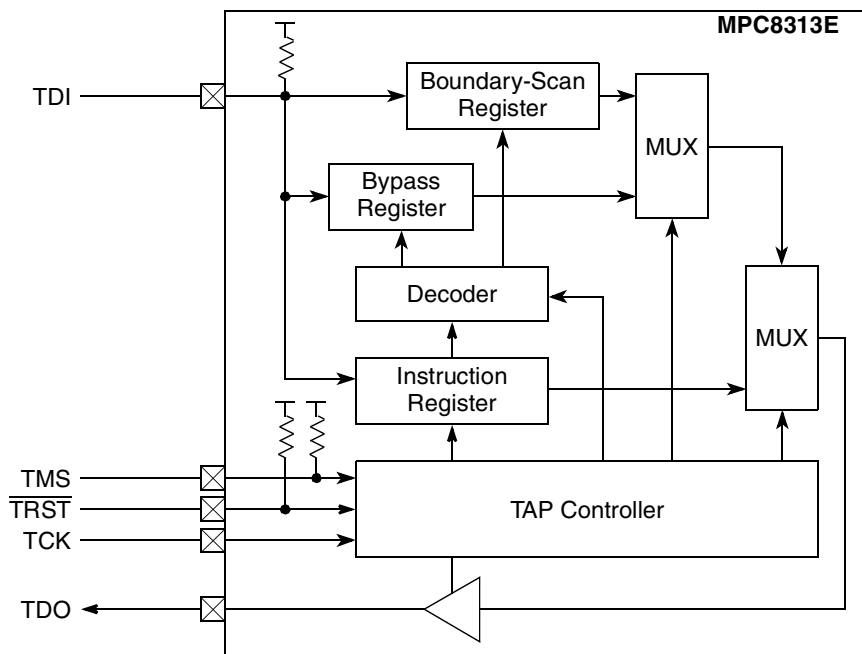 MPC8313E
TDI
Boundary-Scan
Register
MUX
Bypass
Register
Decoder
MUX
Instruction
Register
TMS
TRST
TAP Controller
TCK
TDO